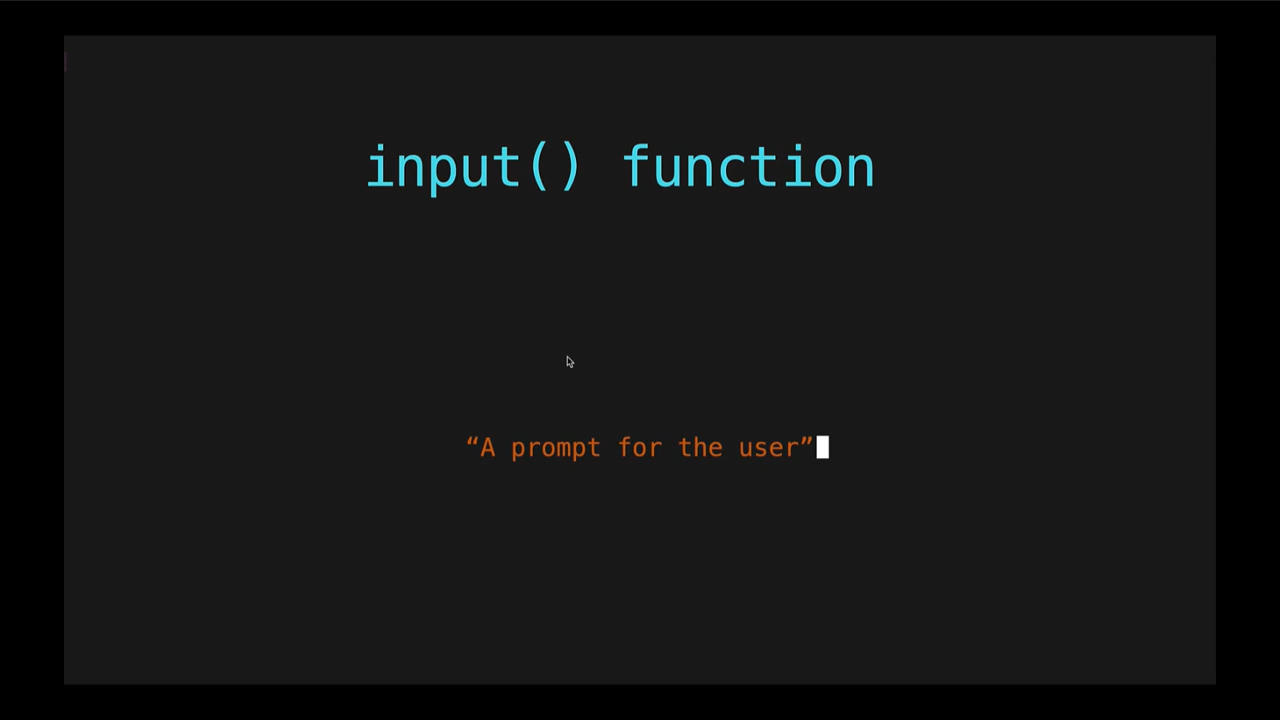 input() function
“A prompt for the user”